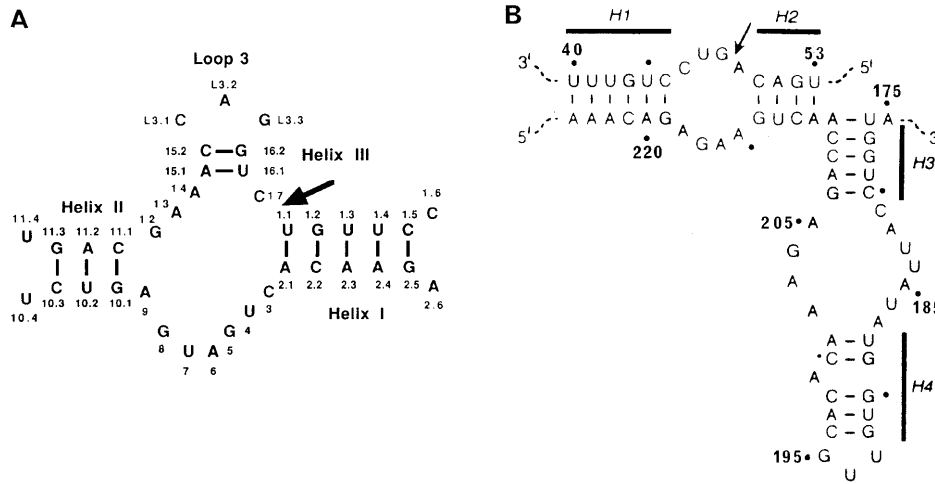 A
Loop 3
L3.2
A
L3.1 C G L3.3
15.2 C G 16.2
15.1 A U 16.1
Helix III
14 A
13 A
C 17
12 G
Helix II
11.4 11.3 11.2 11.1
U G A C
U C U G
10.4 10.3 10.2 10.1
A G U A G U C
9 8 7 6 5 4 3
1.1 1.2 1.3 1.4 1.5 1.6
U G U U C C
A C A A G A
2.1 2.2 2.3 2.4 2.5 2.6
Helix I
B
H1 H2
40 53
3' U U U G U C C U G A C A G U 5'
175
5' A A A C A G A G A A G U C A A U A 3'
220
C G
C G
A U
G C
H3
205 A C
G A
A U
A U
A
185
U
A
A U
C G
A
C G
A U
C G
H4
195 G U
U